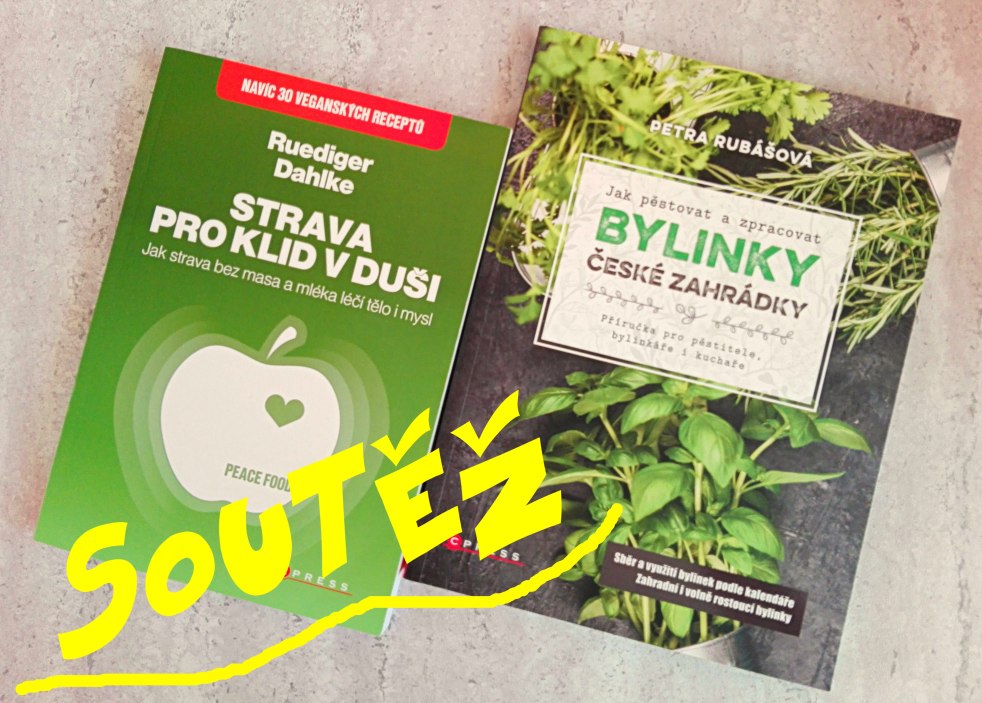 NAVÍC 30 VEGANSKÝCH RECEPTŮ
Ruediger
Dahlke
STRAVA
PRO KLID V DUŠI
Jak strava bez masa a mléka léčí tělo i mysl
PEACE FOOD
CPRESS
PETRA RUBÁŠOVÁ
Jak pěstovat a zpracovat
BYLINKY
ČESKÉ ZAHRÁDKY
Příručka pro pěstitele,
bylinkáře i kuchaře
CPRESS
Sběr a využití bylinek podle kalendáře
Zahradní i volně rostoucí bylinky
SOUTĚŽ